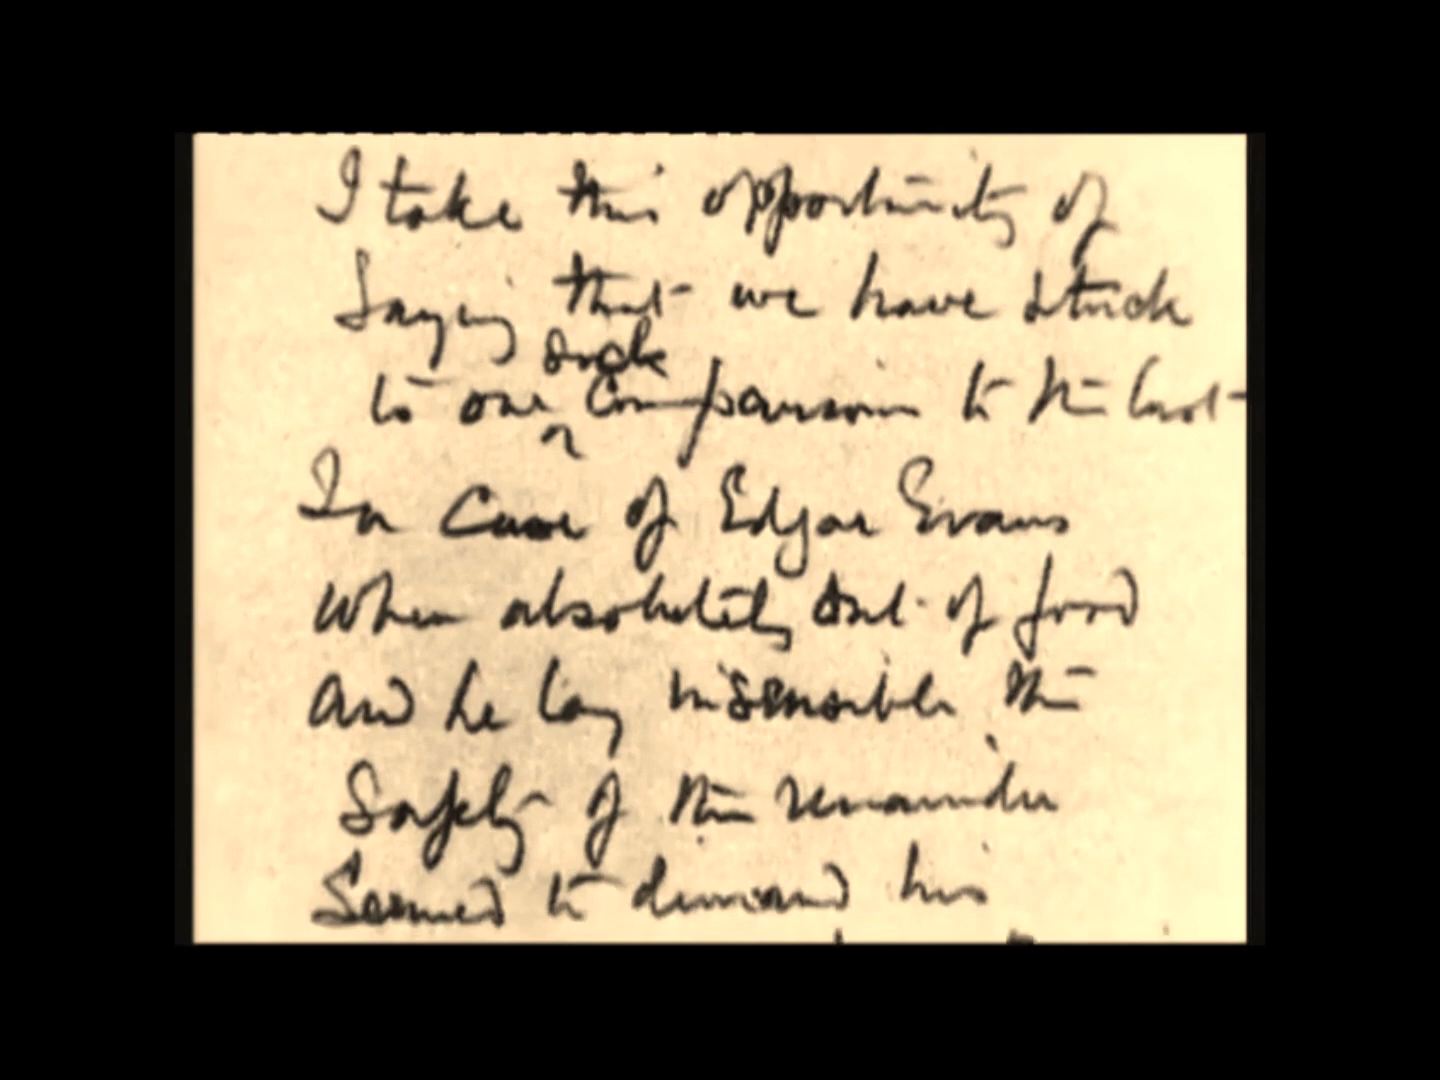 I take this opportunity of
saying that we have stuck
to our sick companion to the last
In case of Edgar Evans
when absolutely out of food
and he lay insensible the
safety of the remainder
seemed to demand his